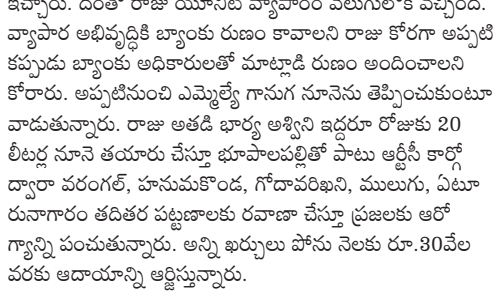 ఇచ్చారు. దీంతో రాజు యూనిట్ వ్యాపారం వెలుగులోకి వచ్చింది.
వ్యాపార అభివృద్ధికి బ్యాంకు రుణం కావాలని రాజు కోరగా అప్పటి
కప్పుడు బ్యాంకు అధికారులతో మాట్లాడి రుణం అందించాలని
కోరారు. అప్పటినుంచి ఎమ్మెల్యే గానుగ నూనెను తెప్పించుకుంటూ
వాడుతున్నారు. రాజు అతడి భార్య అశ్విని ఇద్దరూ రోజుకు 20
లీటర్ల నూనె తయారు చేస్తూ భూపాలపల్లితో పాటు ఆర్టీసీ కార్గో
ద్వారా వరంగల్, హనుమకొండ, గోదావరిఖని, ములుగు, ఏటూ
రునాగారం తదితర పట్టణాలకు రవాణా చేస్తూ ప్రజలకు ఆరో
గ్యాన్ని పంచుతున్నారు. అన్ని ఖర్చులు పోను నెలకు రూ.30వేల
వరకు ఆదాయాన్ని ఆర్జిస్తున్నారు.